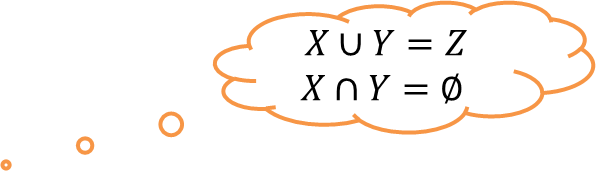 X ∪ Y = Z
X ∩ Y = ∅